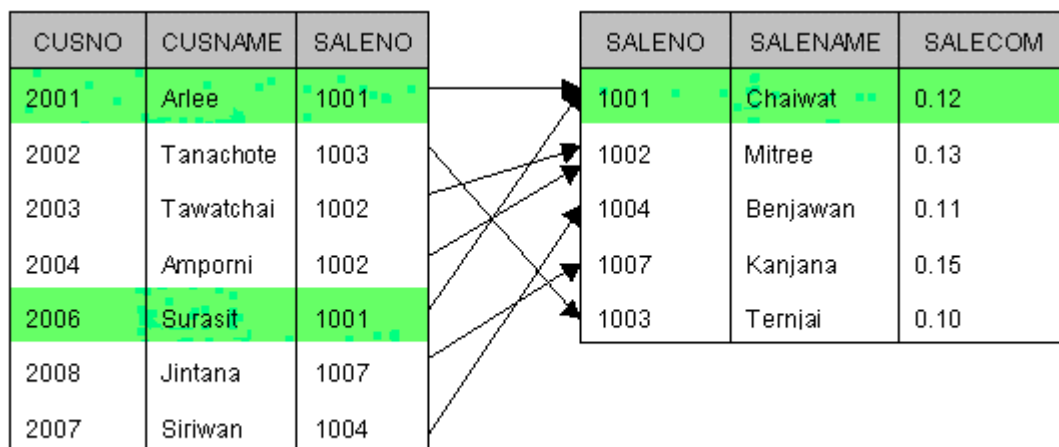 CUSNO CUSNAME SALENO
2001 Arlee 1001
2002 Tanachote 1003
2003 Tawatchai 1002
2004 Amporni 1002
2006 Surasit 1001
2008 Jintana 1007
2007 Siriwan 1004
SALENO SALENAME SALECOM
1001 Chaiwat 0.12
1002 Mitree 0.13
1004 Benjawan 0.11
1007 Kanjana 0.15
1003 Ternjai 0.10